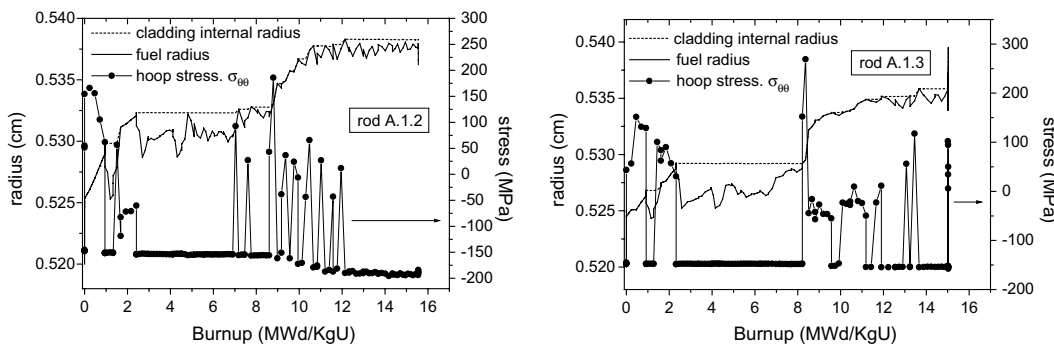 0.540
0.535
0.530
0.525
0.520
radius (cm)
cladding internal radius
fuel radius
hoop stress. σθθ
rod A.1.2
300
250
200
150
100
50
0
-50
-100
-150
-200
stress (MPa)
0 2 4 6 8 10 12 14 16
Burnup (MWd/KgU)
0.540
0.535
0.530
0.525
0.520
radius (cm)
cladding internal radius
fuel radius
hoop stress. σθθ
rod A.1.3
300
200
100
0
-100
-200
stress (MPa)
0 2 4 6 8 10 12 14 16
Burnup (MWd/KgU)